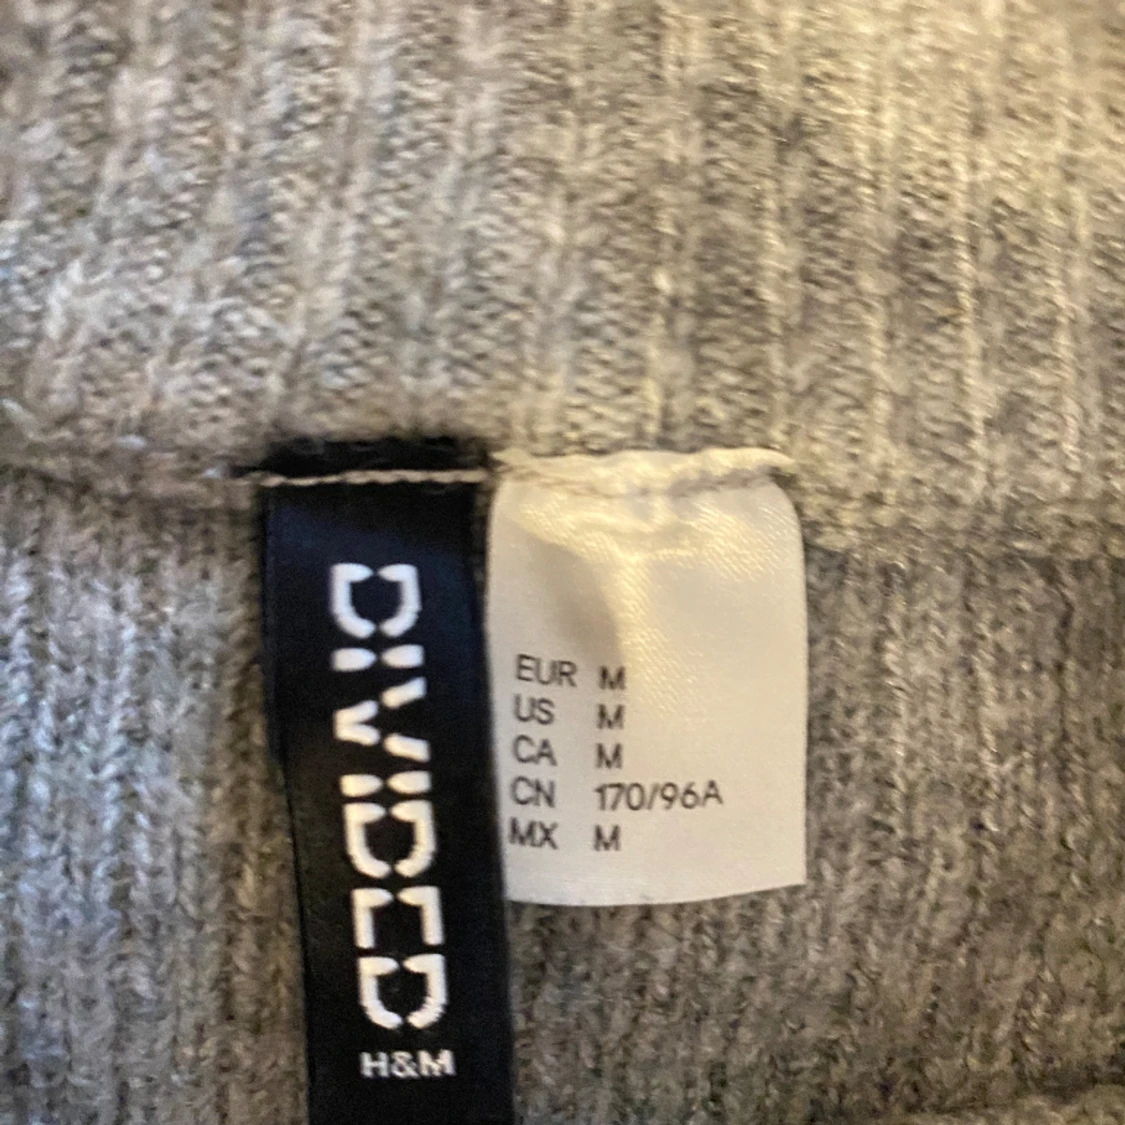 DIVIDED
H&M
EUR M
US M
CA M
CN 170/96A
MX M